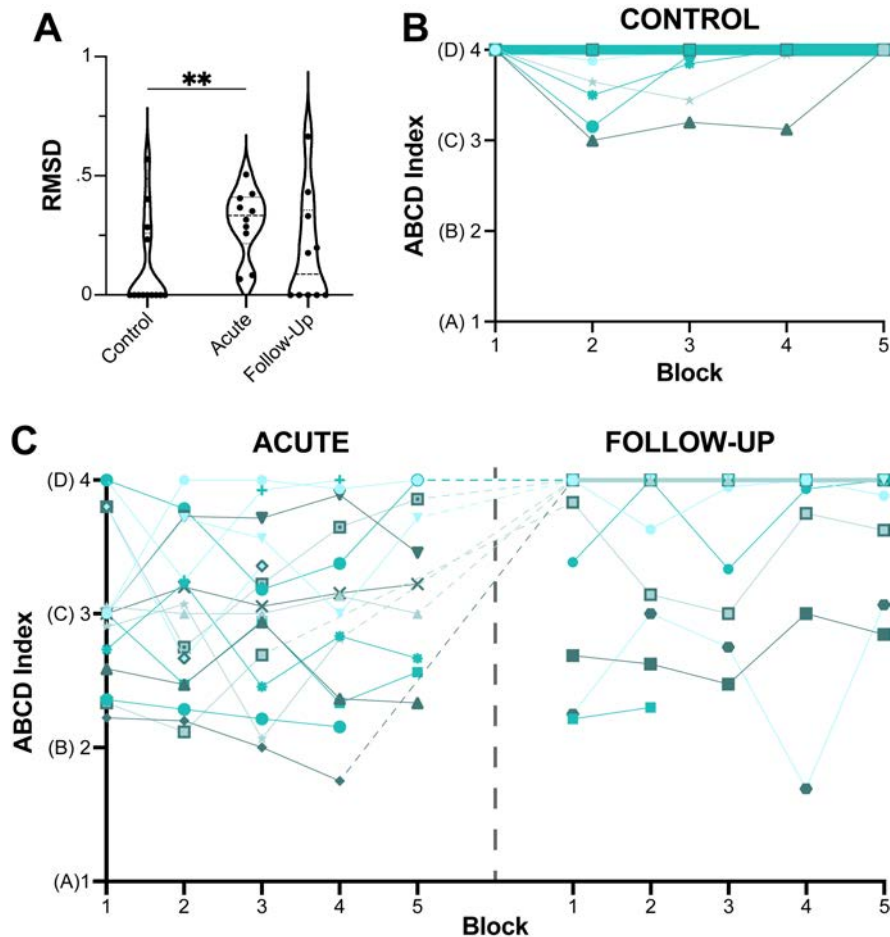 A
**
1
.5
0
RMSD
Control
Acute
Follow-Up
B
CONTROL
(D) 4
(C) 3
(B) 2
(A) 1
ABCD Index
1 2 3 4 5
Block
C
ACUTE FOLLOW-UP
(D) 4
(C) 3
(B) 2
(A)1
ABCD Index
1 2 3 4 5 1 2 3 4 5
Block